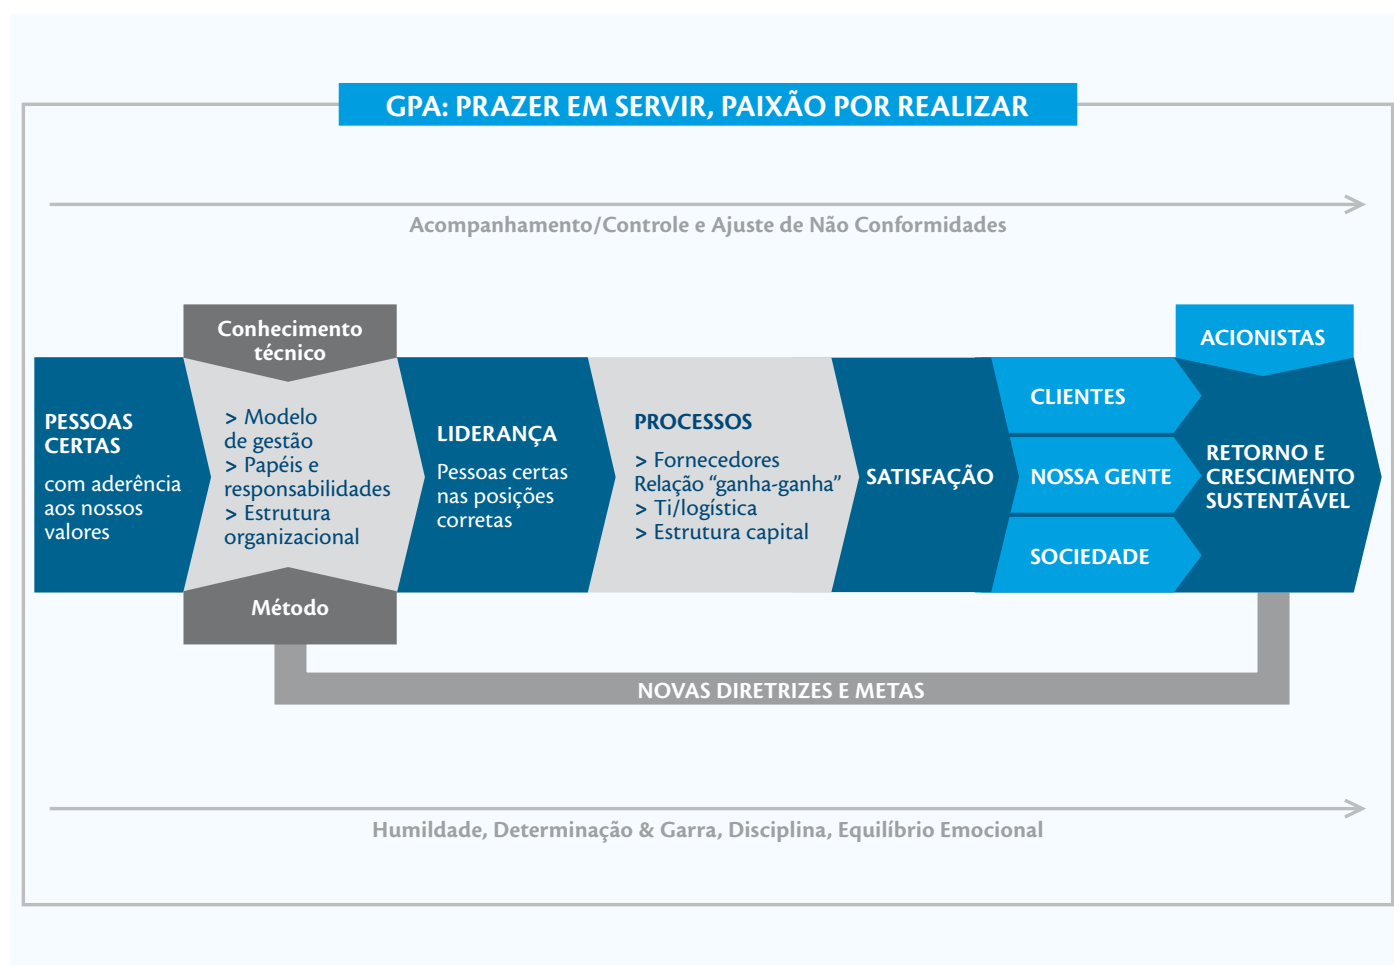 GPA: PRAZER EM SERVIR, PAIXÃO POR REALIZAR
Acompanhamento/Controle e Ajuste de Não Conformidades
Conhecimento
técnico
ACIONISTAS
PESSOAS
CERTAS
com aderência
aos nossos
valores
> Modelo
de gestão
> Papéis e
responsabilidades
> Estrutura
organizacional
LIDERANÇA
Pessoas certas
nas posições
corretas
PROCESSOS
> Fornecedores
Relação “ganha-ganha”
> Ti/logística
> Estrutura capital
SATISFAÇÃO
CLIENTES
NOSSA GENTE
SOCIEDADE
RETORNO E
CRESCIMENTO
SUSTENTÁVEL
Método
NOVAS DIRETRIZES E METAS
Humildade, Determinação & Garra, Disciplina, Equilíbrio Emocional